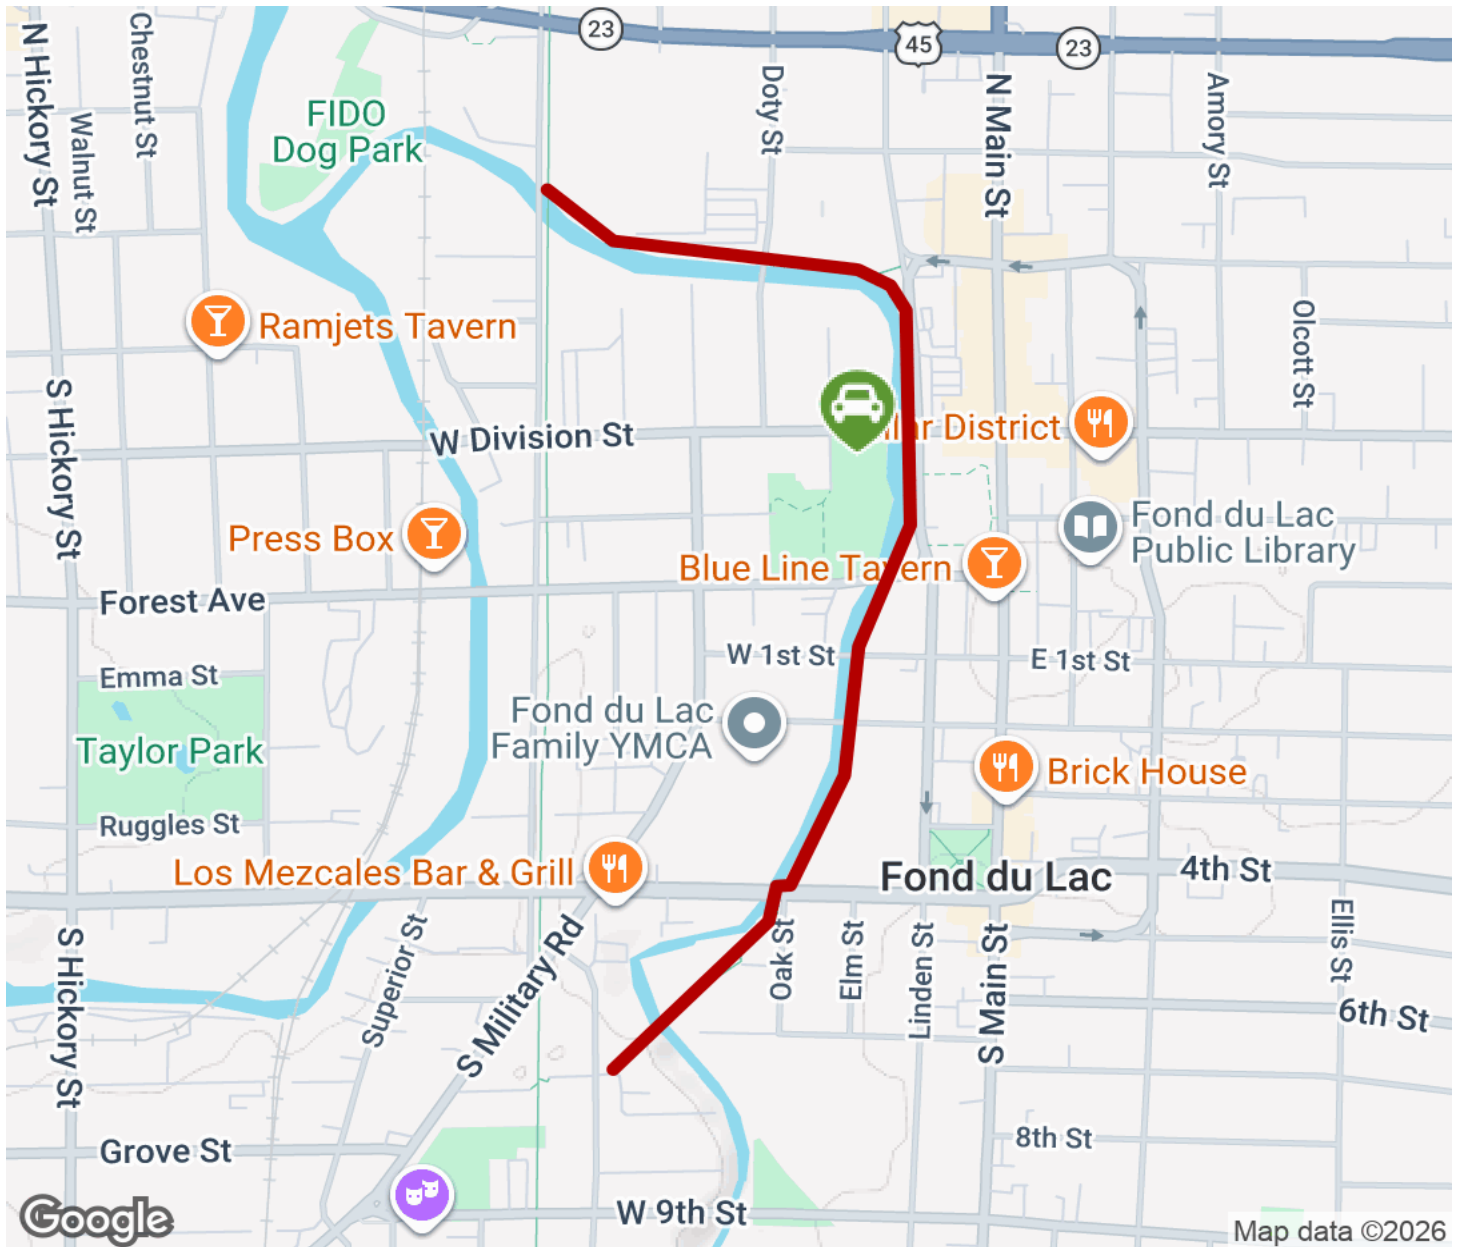 23
45
23
N Hickory St
Chestnut St
Walnut St
FIDO
Dog Park
Doty St
N Main St
Amory St
Ramjets Tavern
Olcott St
S Hickory St
W Division St
llar District
Press Box
Fond du Lac
Public Library
Blue Line Tavern
Forest Ave
W 1st St
E 1st St
Emma St
Fond du Lac
Family YMCA
Taylor Park
Brick House
Ruggles St
Los Mezcales Bar & Grill
Fond du Lac
4th St
S Hickory St
Superior St
S Military Rd
Oak St
Elm St
Linden St
S Main St
Ellis St
6th St
Grove St
8th St
W 9th St
Google
Map data ©2026